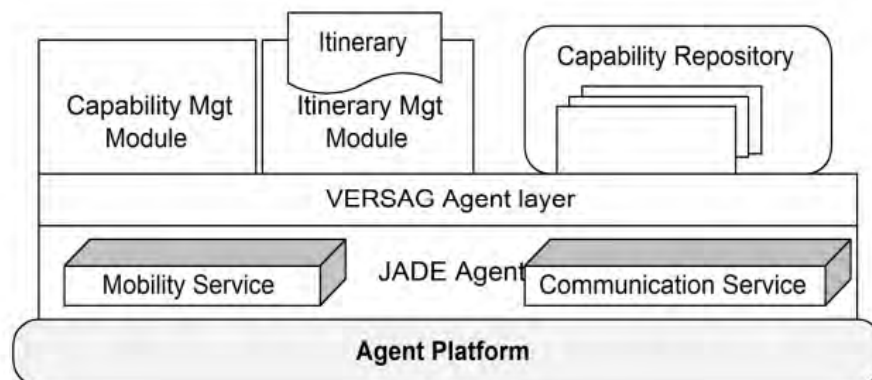 Itinerary
Capability Repository
Capability Mgt
Module
Itinerary Mgt
Module
VERSAG Agent layer
JADE Agent
Mobility Service
Communication Service
Agent Platform